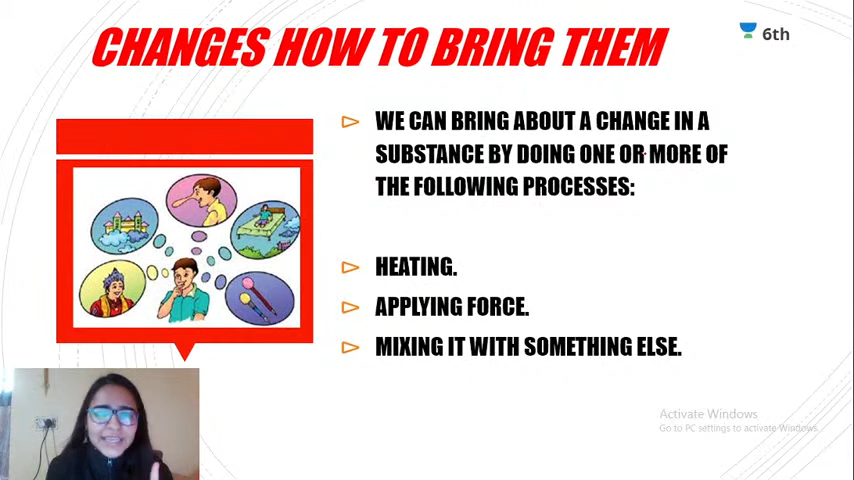 CHANGES HOW TO BRING THEM
6th
WE CAN BRING ABOUT A CHANGE IN A
SUBSTANCE BY DOING ONE OR MORE OF
THE FOLLOWING PROCESSES:
HEATING.
APPLYING FORCE.
MIXING IT WITH SOMETHING ELSE.
Activate Windows
Go to PC settings to activate Windows.